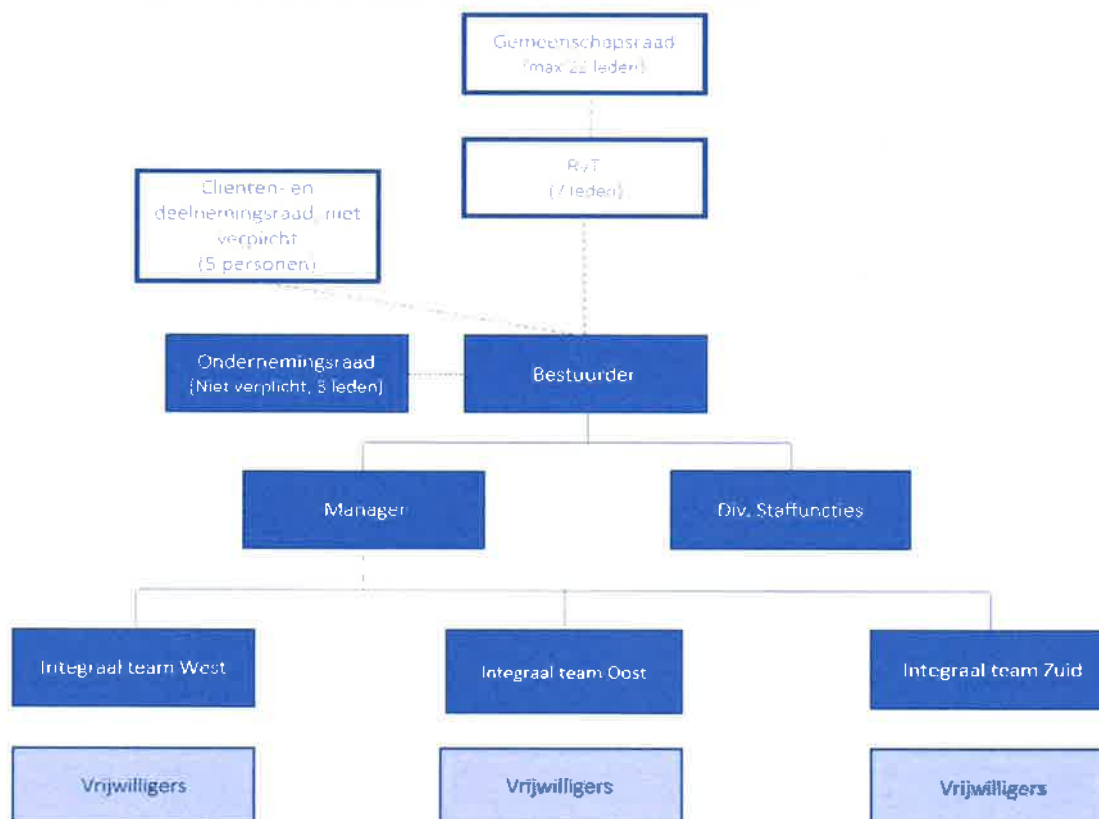 Gemeenschapsraad
(max 22 leden)
RvT
(7 leden)
Cliënten- en
deelnemingsraad, niet
verplicht
(5 personen)
Ondernemingsraad
(Niet verplicht, leden)
Bestuurder
Manager
Div. Staffuncties
Integraal team West
Integraal team Oost
Integraal team Zuid
Vrijwilligers
Vrijwilligers
Vrijwilligers